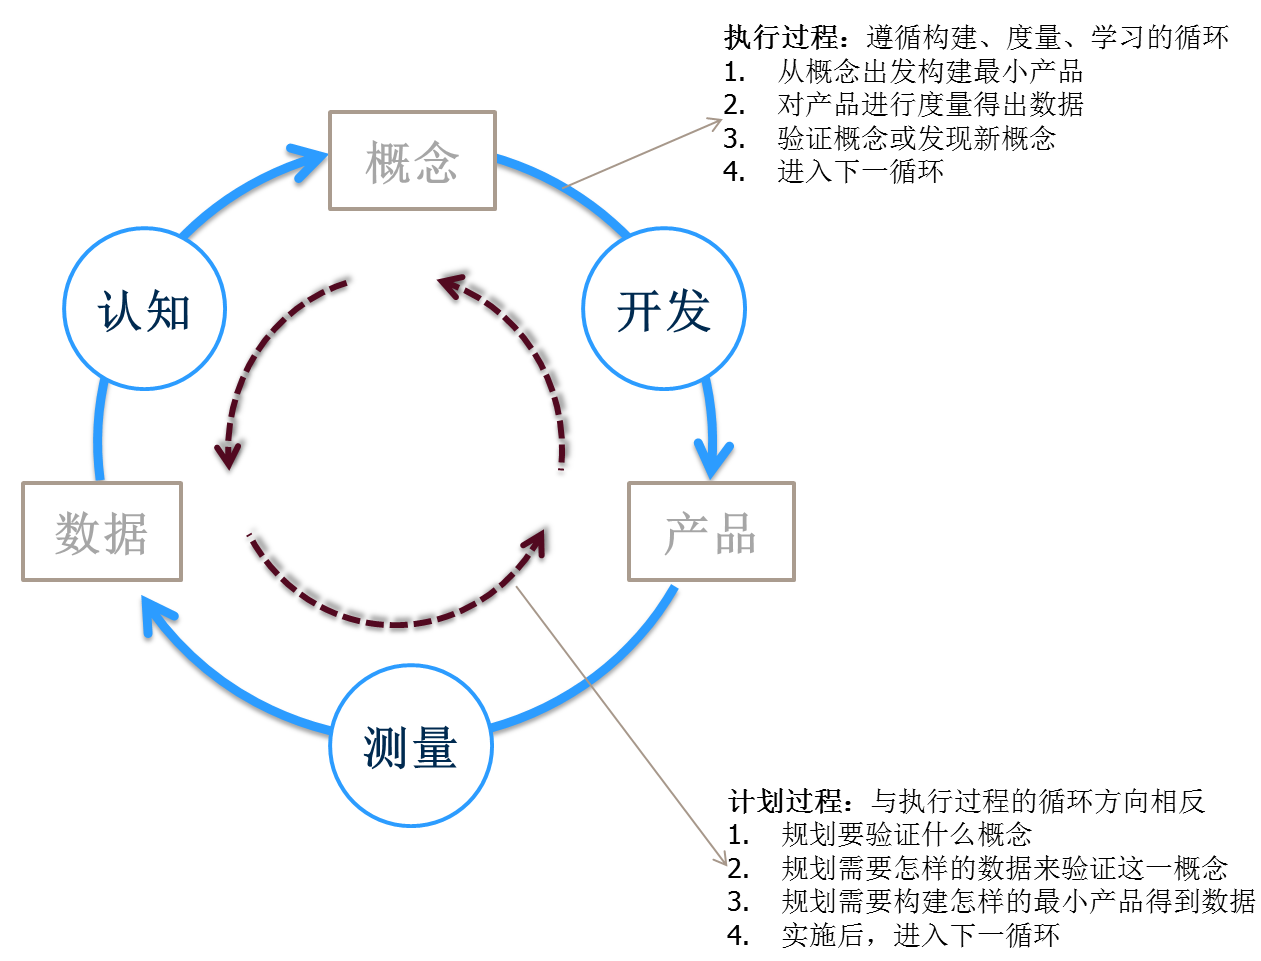 执行过程：遵循构建、度量、学习的循环
1. 从概念出发构建最小产品
2. 对产品进行度量得出数据
3. 验证概念或发现新概念
4. 进入下一循环
概念
认知
开发
数据
产品
测量
计划过程：与执行过程的循环方向相反
1. 规划要验证什么概念
2. 规划需要怎样的数据来验证这一概念
3. 规划需要构建怎样的最小产品得到数据
4. 实施后，进入下一循环